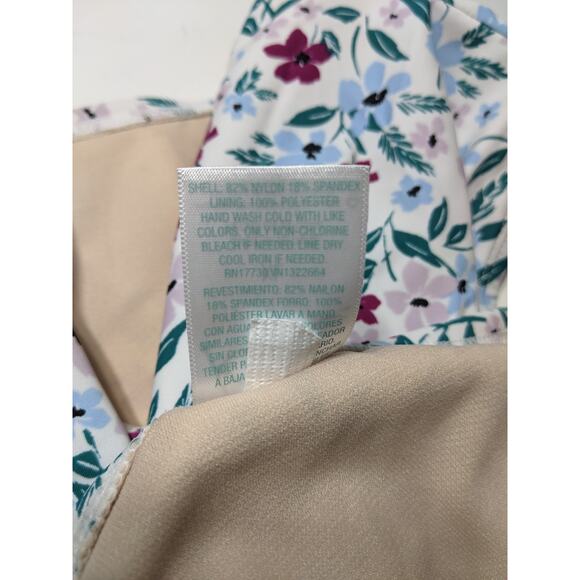 SHELL: 82% NYLON 18% SPANDEX
LINING: 100% POLYESTER
HAND WASH COLD WITH LIKE
COLORS. ONLY NON-CHLORINE
BLEACH IF NEEDED. LINE DRY
COOL IRON IF NEEDED.
RN17730 VN1322664
REVESTIMIENTO: 82% NAILON
18% SPANDEX FORRO: 100%
POLIESTER LAVAR A MANO
CON AGUA COLORES
SIMILARES
SIN
TENDER
A BAJA